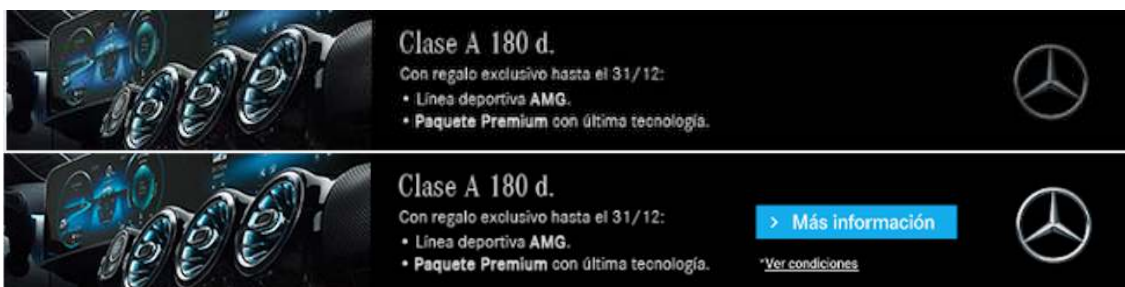 Clase A 180 d.
Con regalo exclusivo hasta el 31/12:
• Línea deportiva AMG.
• Paquete Premium con última tecnología.
Clase A 180 d.
Con regalo exclusivo hasta el 31/12:
• Línea deportiva AMG.
• Paquete Premium con última tecnología.
> Más información
*Ver condiciones